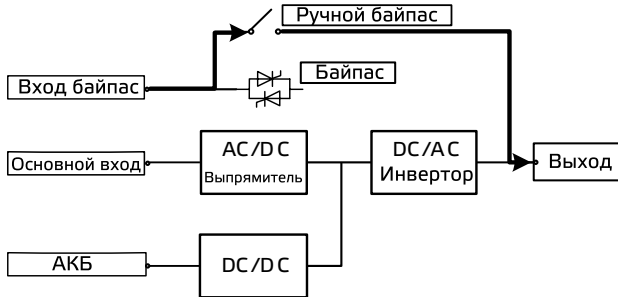 Ручной байпас
Байпас
Вход байпас
AC/DC
Выпрямитель
DC/AC
Инвертор
Основной вход
Выход
АКБ
DC/DC